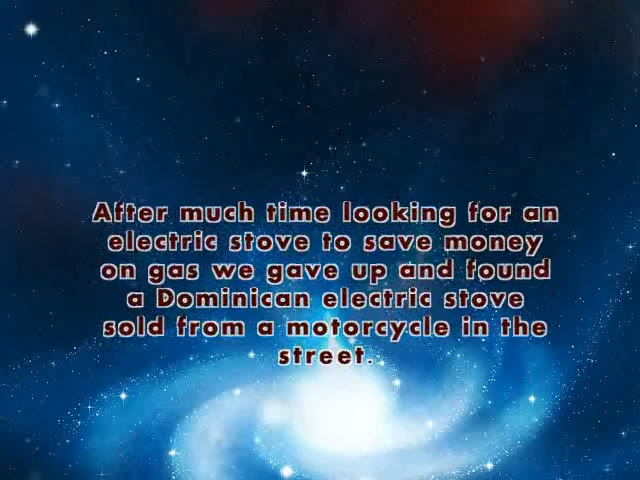 After much time looking for an
electric stove to save money
on gas we gave up and found
a Dominican electric stove
sold from a motorcycle in the
street.